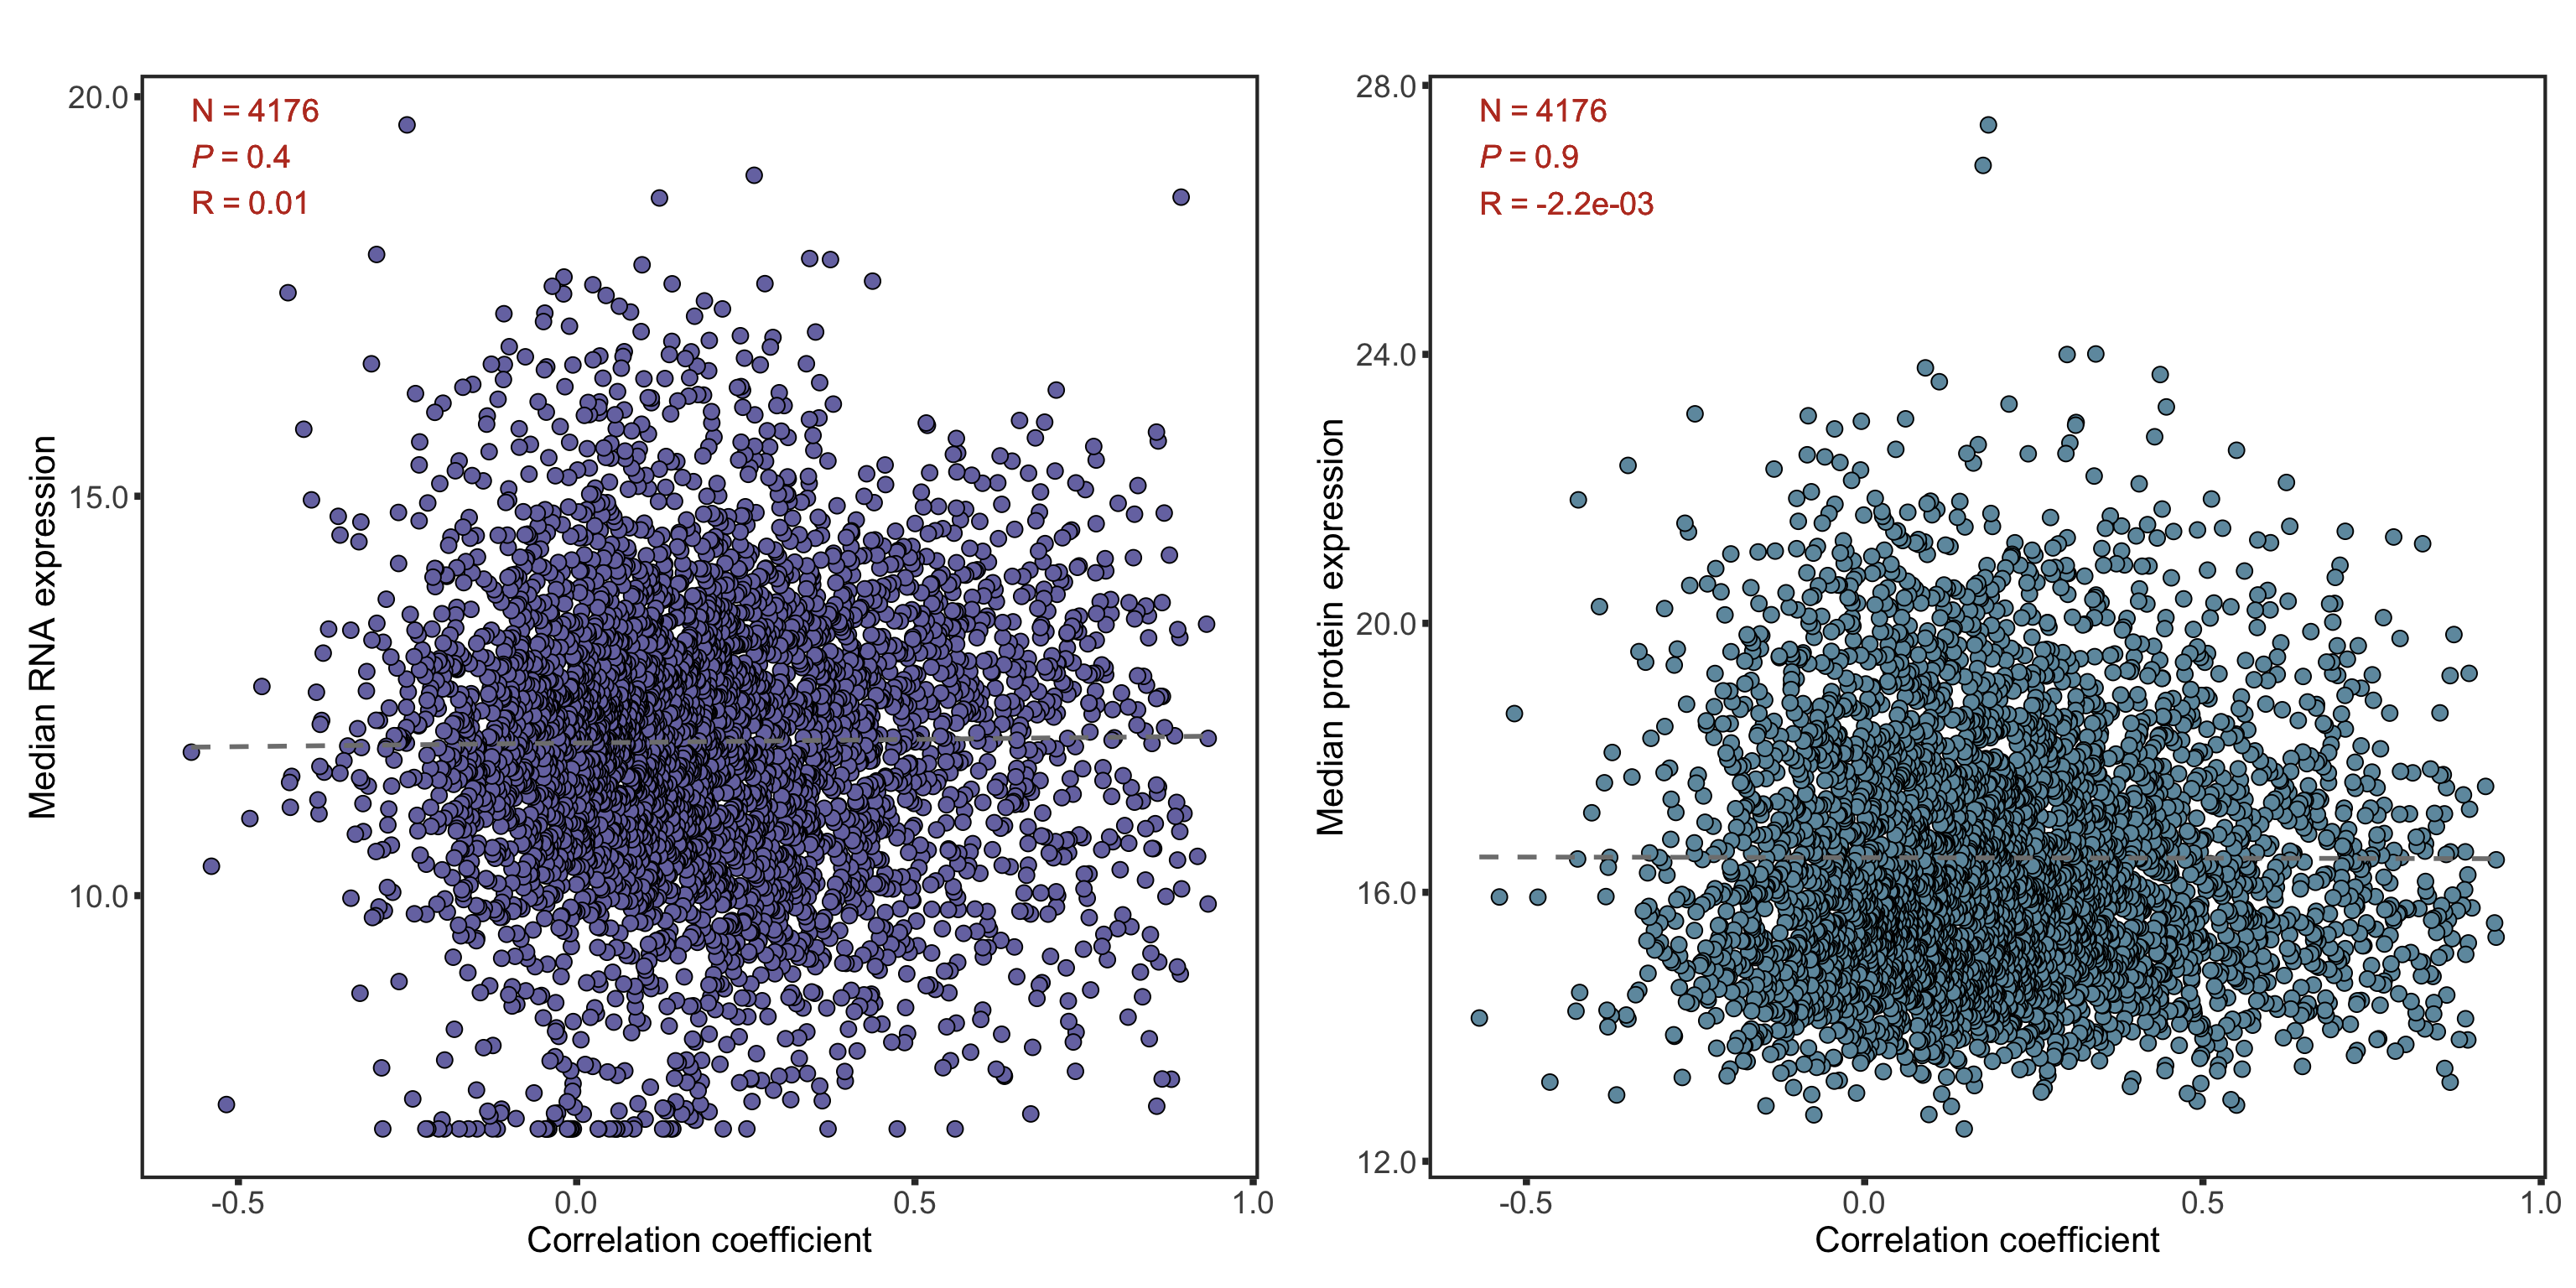 N = 4176
P = 0.4
R = 0.01
20.0
15.0
10.0
Median RNA expression
-0.5
0.0
0.5
1.0
Correlation coefficient
N = 4176
P = 0.9
R = -2.2e-03
28.0
24.0
20.0
16.0
12.0
Median protein expression
-0.5
0.0
0.5
1.0
Correlation coefficient